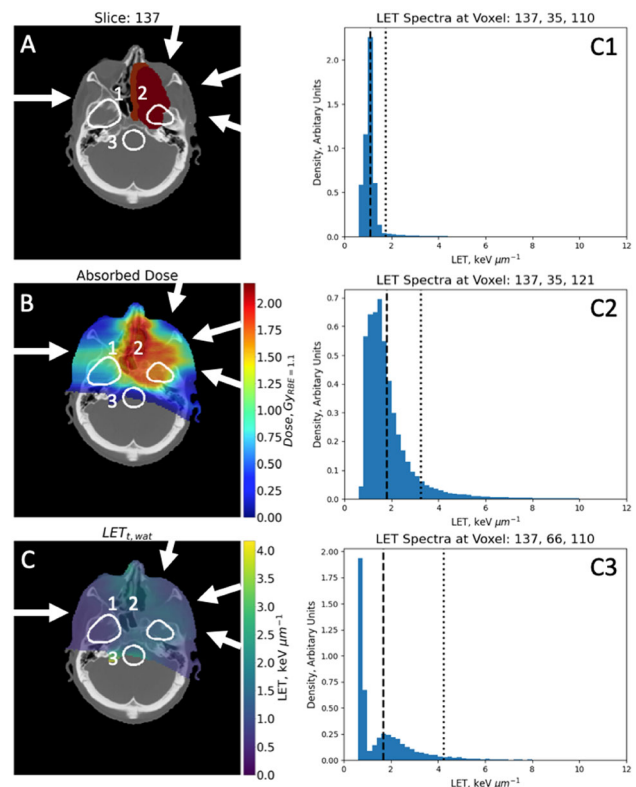 Slice: 137
A
1
2
3
Absorbed Dose
B
1
2
3
2.00
1.75
1.50
1.25
1.00
0.75
0.50
0.25
0.00
Dose, Gy RBE = 1.1
LET t, wat
C
1
2
3
4.0
3.5
3.0
2.5
2.0
1.5
1.0
0.5
0.0
LET, keV μm⁻¹
LET Spectra at Voxel: 137, 35, 110
C1
Density, Arbitary Units
2.0
1.5
1.0
0.5
0.0
0 2 4 6 8 10 12
LET, keV μm⁻¹
LET Spectra at Voxel: 137, 35, 121
C2
Density, Arbitary Units
0.7
0.6
0.5
0.4
0.3
0.2
0.1
0.0
0 2 4 6 8 10 12
LET, keV μm⁻¹
LET Spectra at Voxel: 137, 66, 110
C3
Density, Arbitary Units
2.00
1.75
1.50
1.25
1.00
0.75
0.50
0.25
0.00
0 2 4 6 8 10 12
LET, keV μm⁻¹